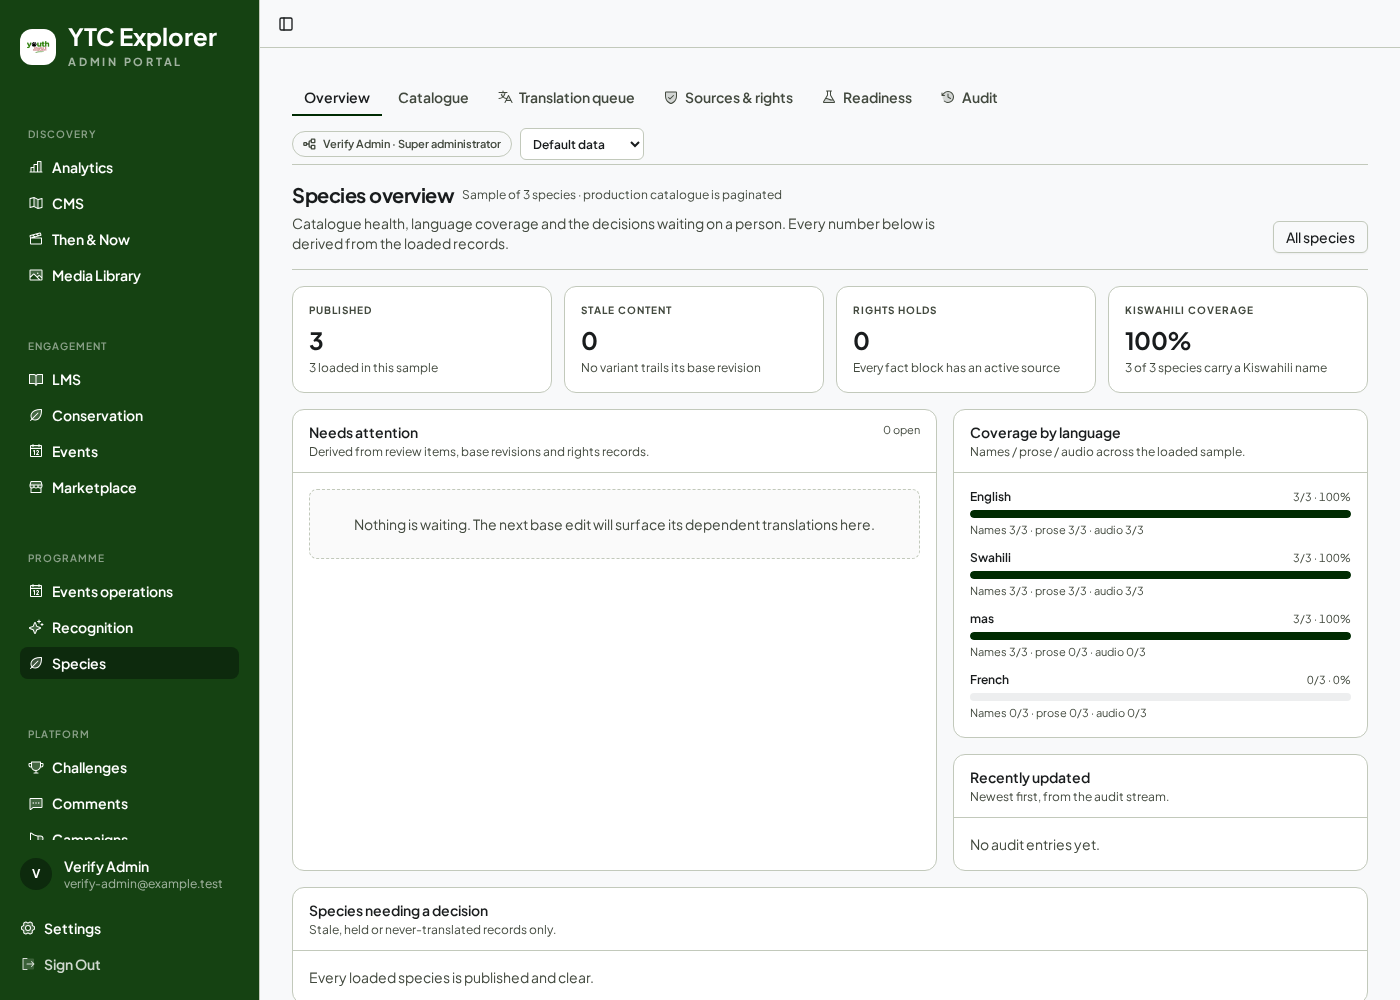 youth
YTC Explorer
ADMIN PORTAL
DISCOVERY
Analytics
CMS
Then & Now
Media Library
ENGAGEMENT
LMS
Conservation
Events
Marketplace
PROGRAMME
Events operations
Recognition
Species
PLATFORM
Challenges
Comments
Campaigns
V
Verify Admin
verify-admin@example.test
Settings
Sign Out
Overview
Catalogue
Translation queue
Sources & rights
Readiness
Audit
Verify Admin · Super administrator
Default data
Species overview
Sample of 3 species · production catalogue is paginated
Catalogue health, language coverage and the decisions waiting on a person. Every number below is
derived from the loaded records.
All species
PUBLISHED
3
3 loaded in this sample
STALE CONTENT
0
No variant trails its base revision
RIGHTS HOLDS
0
Every fact block has an active source
KISWAHILI COVERAGE
100%
3 of 3 species carry a Kiswahili name
Needs attention
0 open
Derived from review items, base revisions and rights records.
Nothing is waiting. The next base edit will surface its dependent translations here.
Coverage by language
Names / prose / audio across the loaded sample.
English
3/3 · 100%
Names 3/3 · prose 3/3 · audio 3/3
Swahili
3/3 · 100%
Names 3/3 · prose 3/3 · audio 3/3
mas
3/3 · 100%
Names 3/3 · prose 0/3 · audio 0/3
French
0/3 · 0%
Names 0/3 · prose 0/3 · audio 0/3
Recently updated
Newest first, from the audit stream.
No audit entries yet.
Species needing a decision
Stale, held or never-translated records only.
Every loaded species is published and clear.